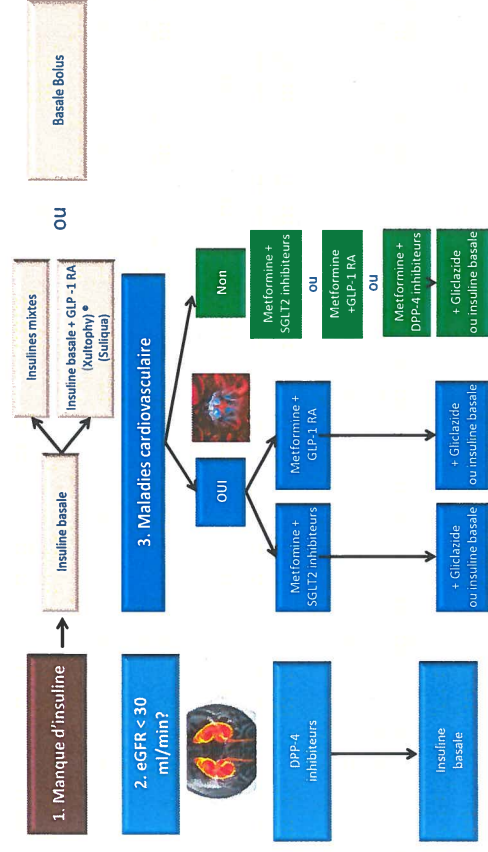 1. Manque d'insuline
Insuline basale
Insulines mixtes
Insuline basale + GLP -1 RA
(Xultophy) ®
(Suliqua)
ou
Basale Bolus
2. eGFR < 30
ml/min?
DPP-4
inhibiteurs
Insuline
basale
3. Maladies cardiovasculaire
OUI
Metfomine +
SGLT2 inhibiteurs
+ Gliclazide
ou insuline basale
Metformine +
GLP-1 RA
+ Gliclazide
ou insuline basale
Non
Metformine +
SGLT2 inhibiteurs
ou
Metformine
+GLP-1 RA
ou
Metformine +
DPP-4 inhibiteurs
+ Gliclazide
ou insuline basale